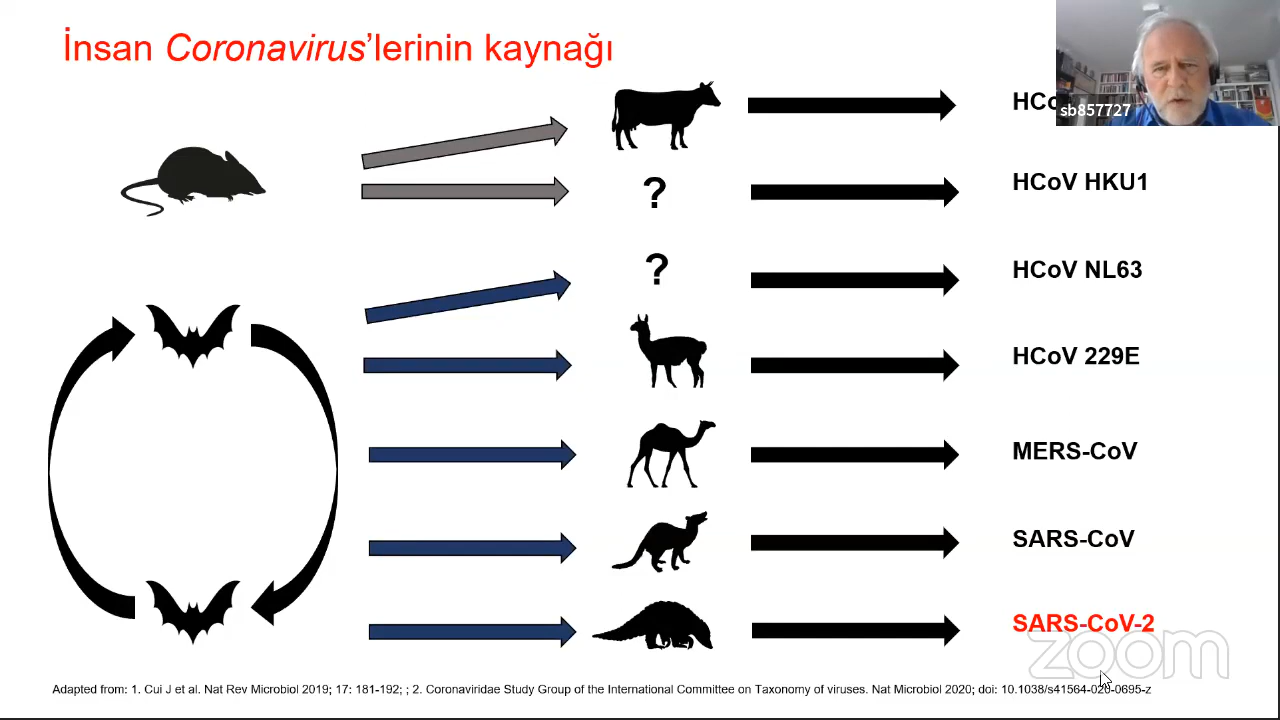 İnsan Coronavirus’lerinin kaynağı
sb857727
?
HCoV HKU1
?
HCoV NL63
HCoV 229E
MERS-CoV
SARS-CoV
SARS-CoV-2
zoom
Adapted from: 1. Cui J et al. Nat Rev Microbiol 2019; 17: 181-192; ; 2. Coronaviridae Study Group of the International Committee on Taxonomy of viruses. Nat Microbiol 2020; doi: 10.1038/s41564-020-0695-z